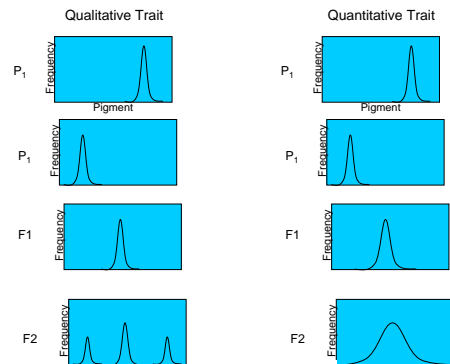 Qualitative Trait
Quantitative Trait
P1
Frequency
Pigment
P1
Frequency
Pigment
P1
Frequency
P1
Frequency
F1
Frequency
F1
Frequency
F2
Frequency
F2
Frequency